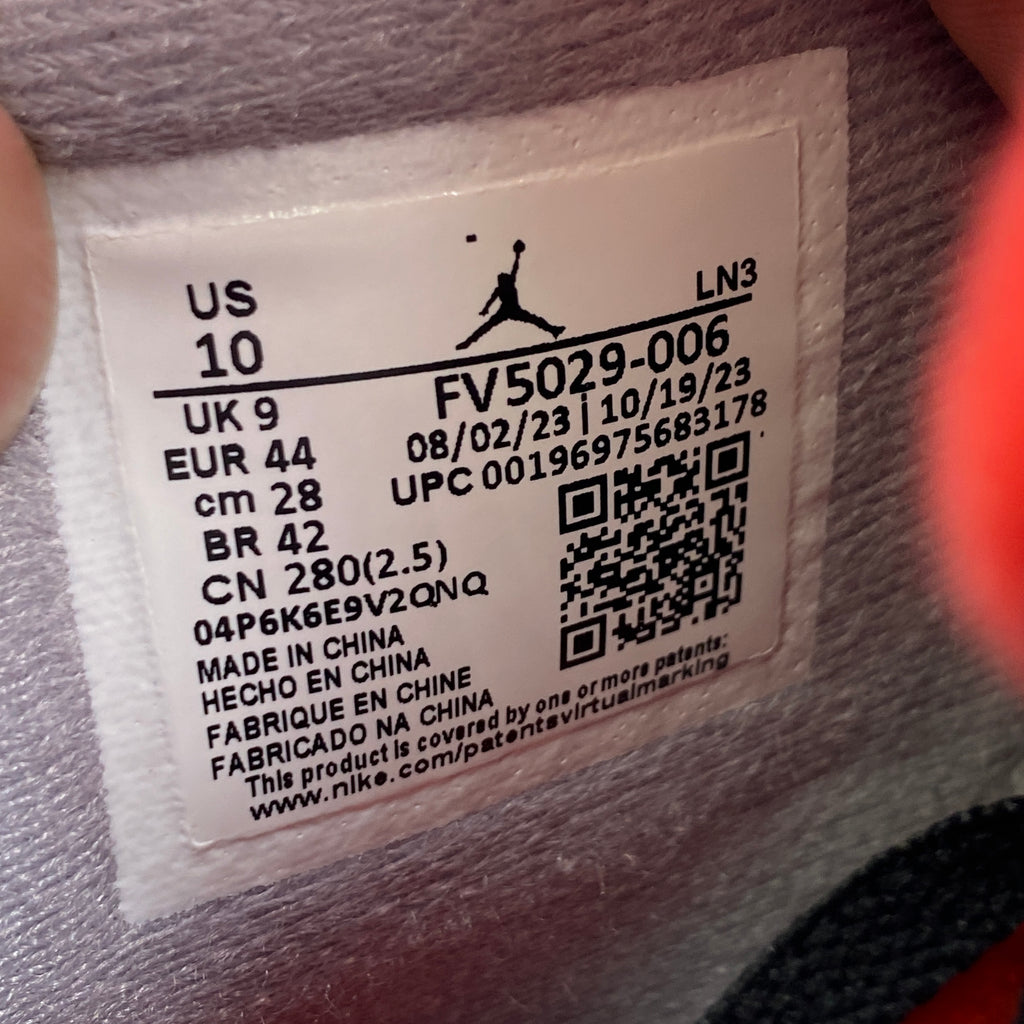 US
10
LN3
UK 9
FV5029-006
EUR 44
08/02/23 | 10/19/23
cm 28
UPC 00196975683178
BR 42
CN 280(2.5)
04P6K6E9V2QNQ
MADE IN CHINA
HECHO EN CHINA
FABRIQUE EN CHINE
FABRICADO NA CHINA
This product is covered by one or more patents:
www.nike.com/patentsvirtualmarking